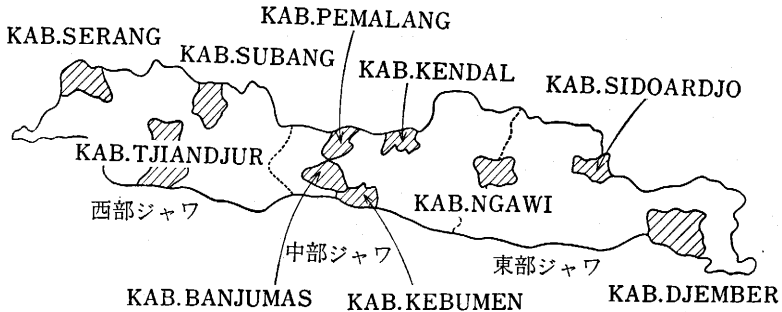 KAB.PEMALANG
KAB.SERANG
KAB.SUBANG
KAB.KENDAL
KAB.SIDOARDJO
KAB.TJIANDJUR
KAB.NGAWI
西部ジャワ
中部ジャワ
東部ジャワ
KAB.BANJUMAS
KAB.KEBUMEN
KAB.DJEMBER